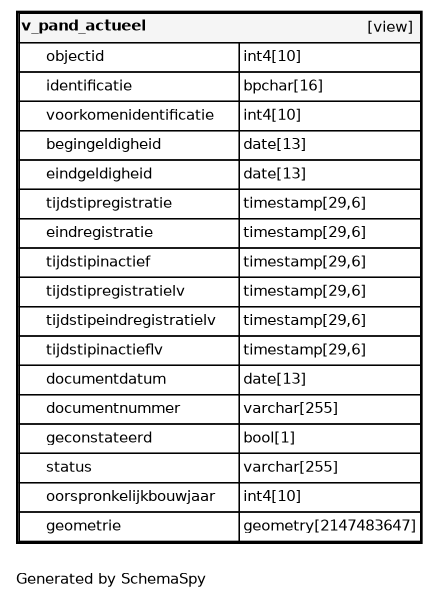 v_pand_actueel [view]
objectid int4[10]
identificatie bpchar[16]
voorkomenidentificatie int4[10]
begingeldigheid date[13]
eindgeldigheid date[13]
tijdstipregistratie timestamp[29,6]
eindregistratie timestamp[29,6]
tijdstipinactief timestamp[29,6]
tijdstipregistratielv timestamp[29,6]
tijdstipeindregistratielv timestamp[29,6]
tijdstipinactieflv timestamp[29,6]
documentdatum date[13]
documentnummer varchar[255]
geconstateerd bool[1]
status varchar[255]
oorspronkelijkbouwjaar int4[10]
geometrie geometry[2147483647]
Generated by SchemaSpy